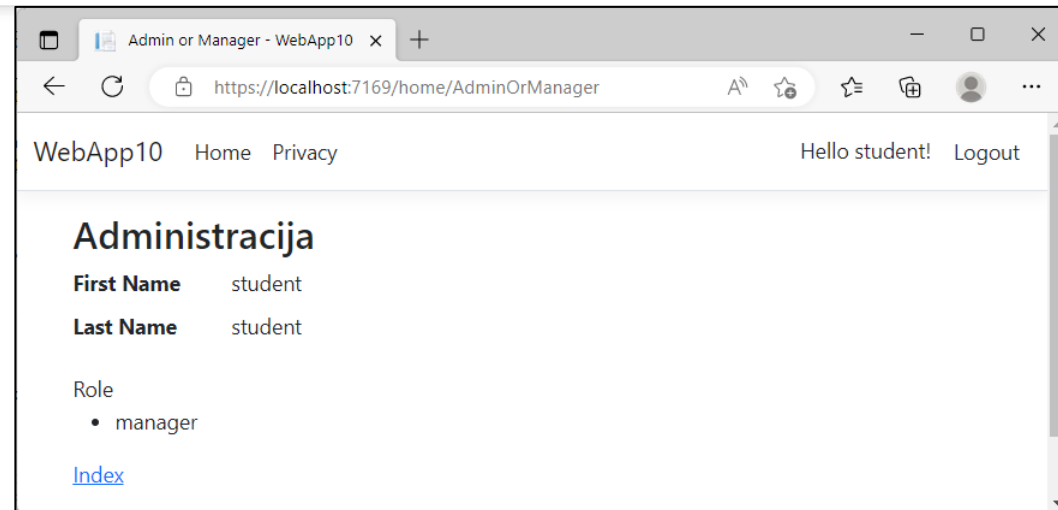 Admin or Manager - WebApp10
https://localhost:7169/home/AdminOrManager
WebApp10 Home Privacy Hello student! Logout
Administracija
First Name student
Last Name student
Role
• manager
Index